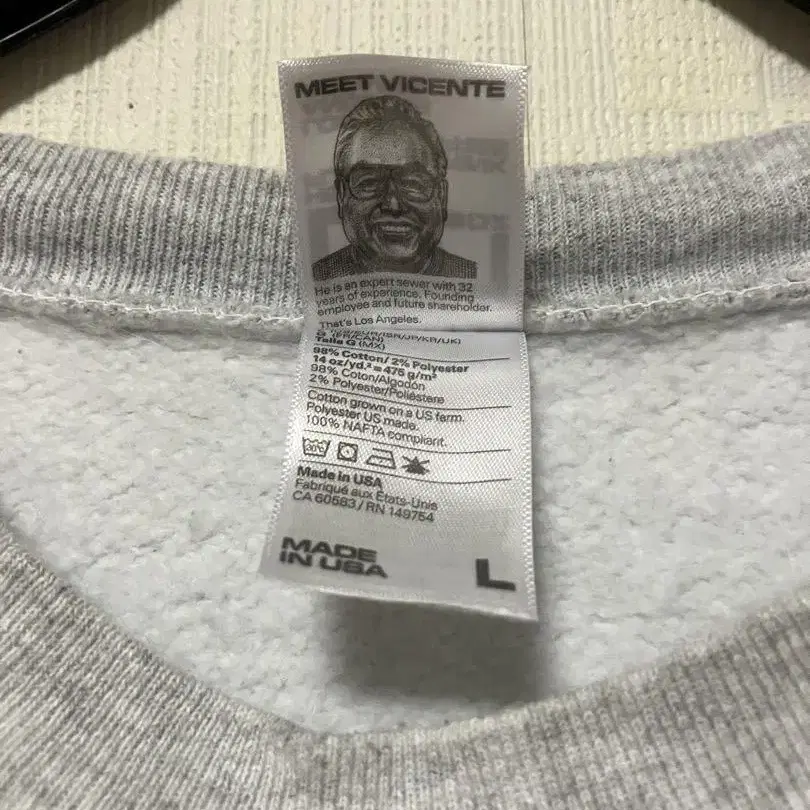 MEET VICENTE
He is an expert sewer with 32
years of experience. Founding
employee and future shareholder.
That's Los Angeles.
G (FR/CAN)
Talla G (MX)
98% Cotton/ 2% Polyester
14 oz/yd.² = 475 g/m²
98% Coton/Algodón
2% Polyester/Poliéstere
Cotton grown on a US farm.
Polyester US made.
100% NAFTA compliant.
30°
Made in USA
Fabriqué aux États-Unis
CA 60583 / RN 149754
MADE
IN USA
L